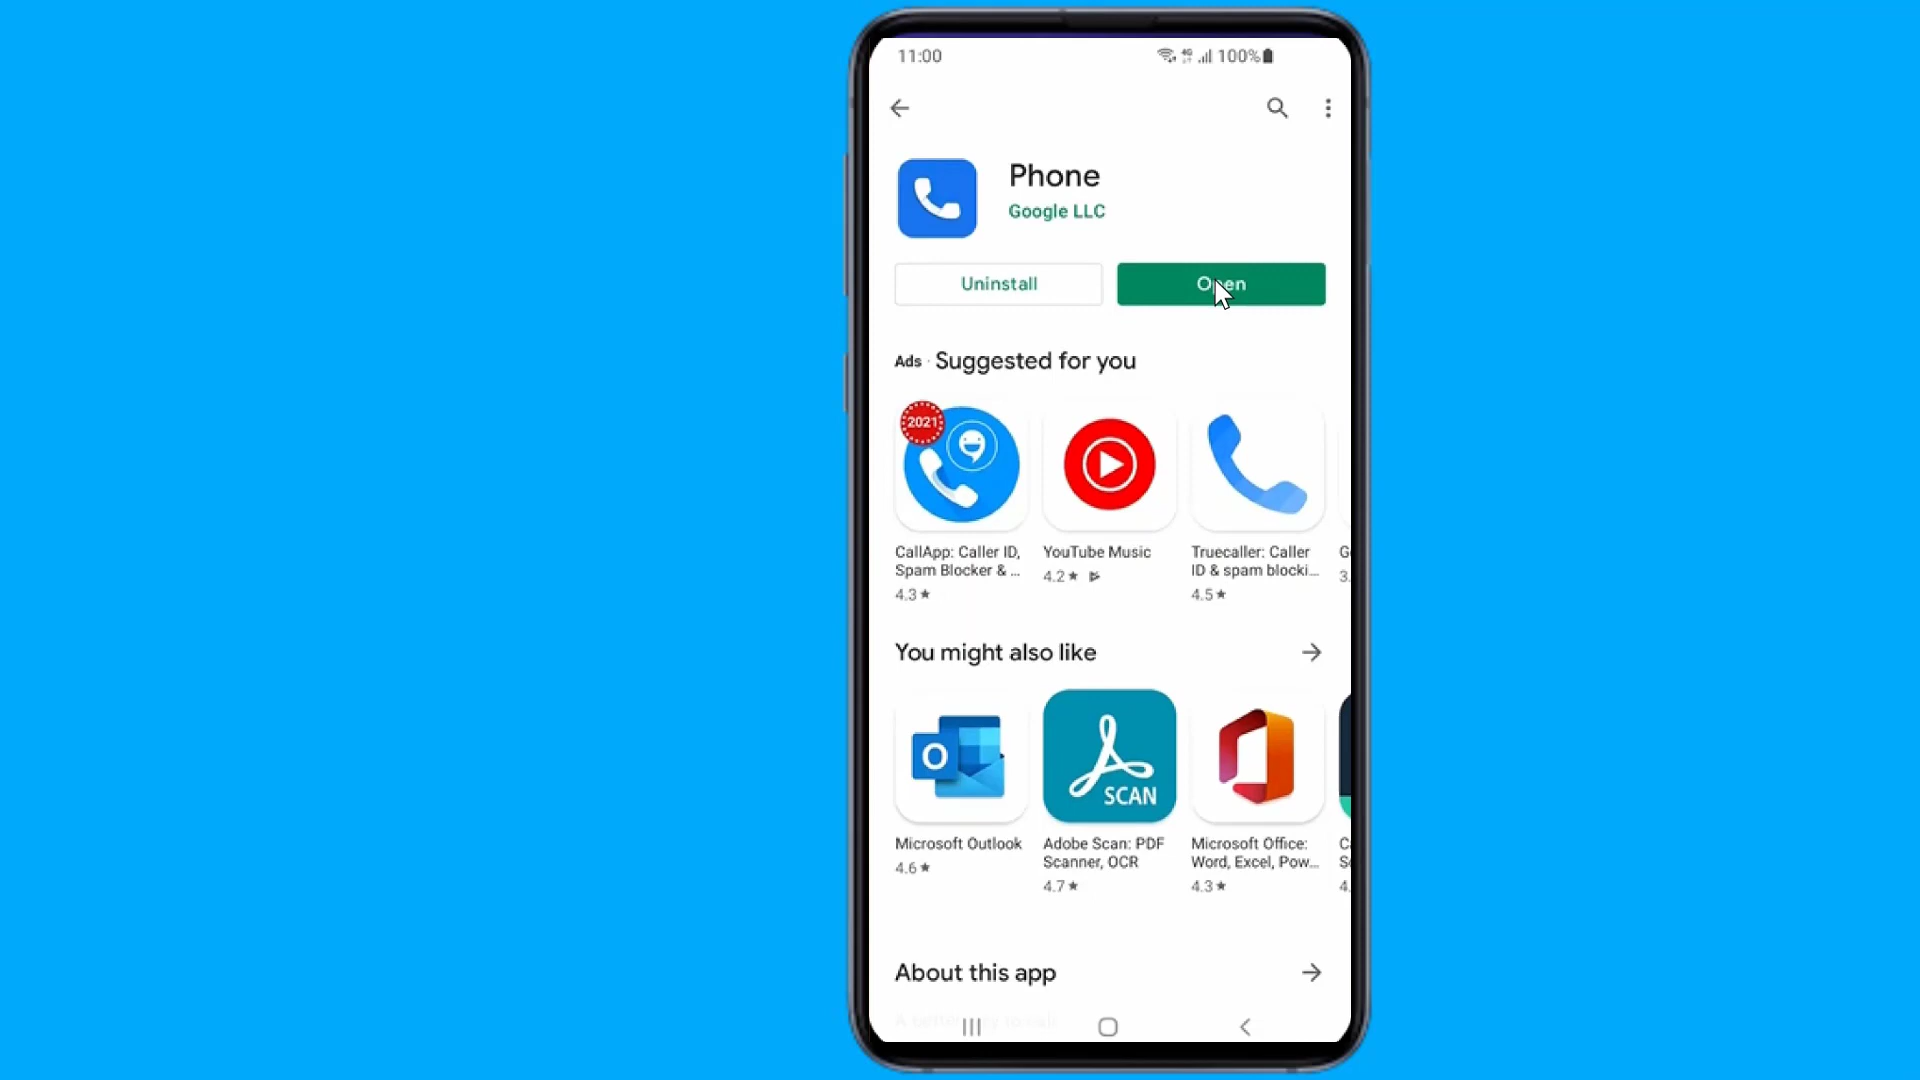 11:00
4G
100%
Phone
Google LLC
Uninstall
Open
Ads · Suggested for you
2021
CallApp: Caller ID,
Spam Blocker & ...
4.3★
YouTube Music
4.2★
Truecaller: Caller
ID & spam blocki...
4.5★
You might also like
O
SCAN
Microsoft Outlook
4.6★
Adobe Scan: PDF
Scanner, OCR
4.7★
Microsoft Office:
Word, Excel, Pow...
4.3★
About this app